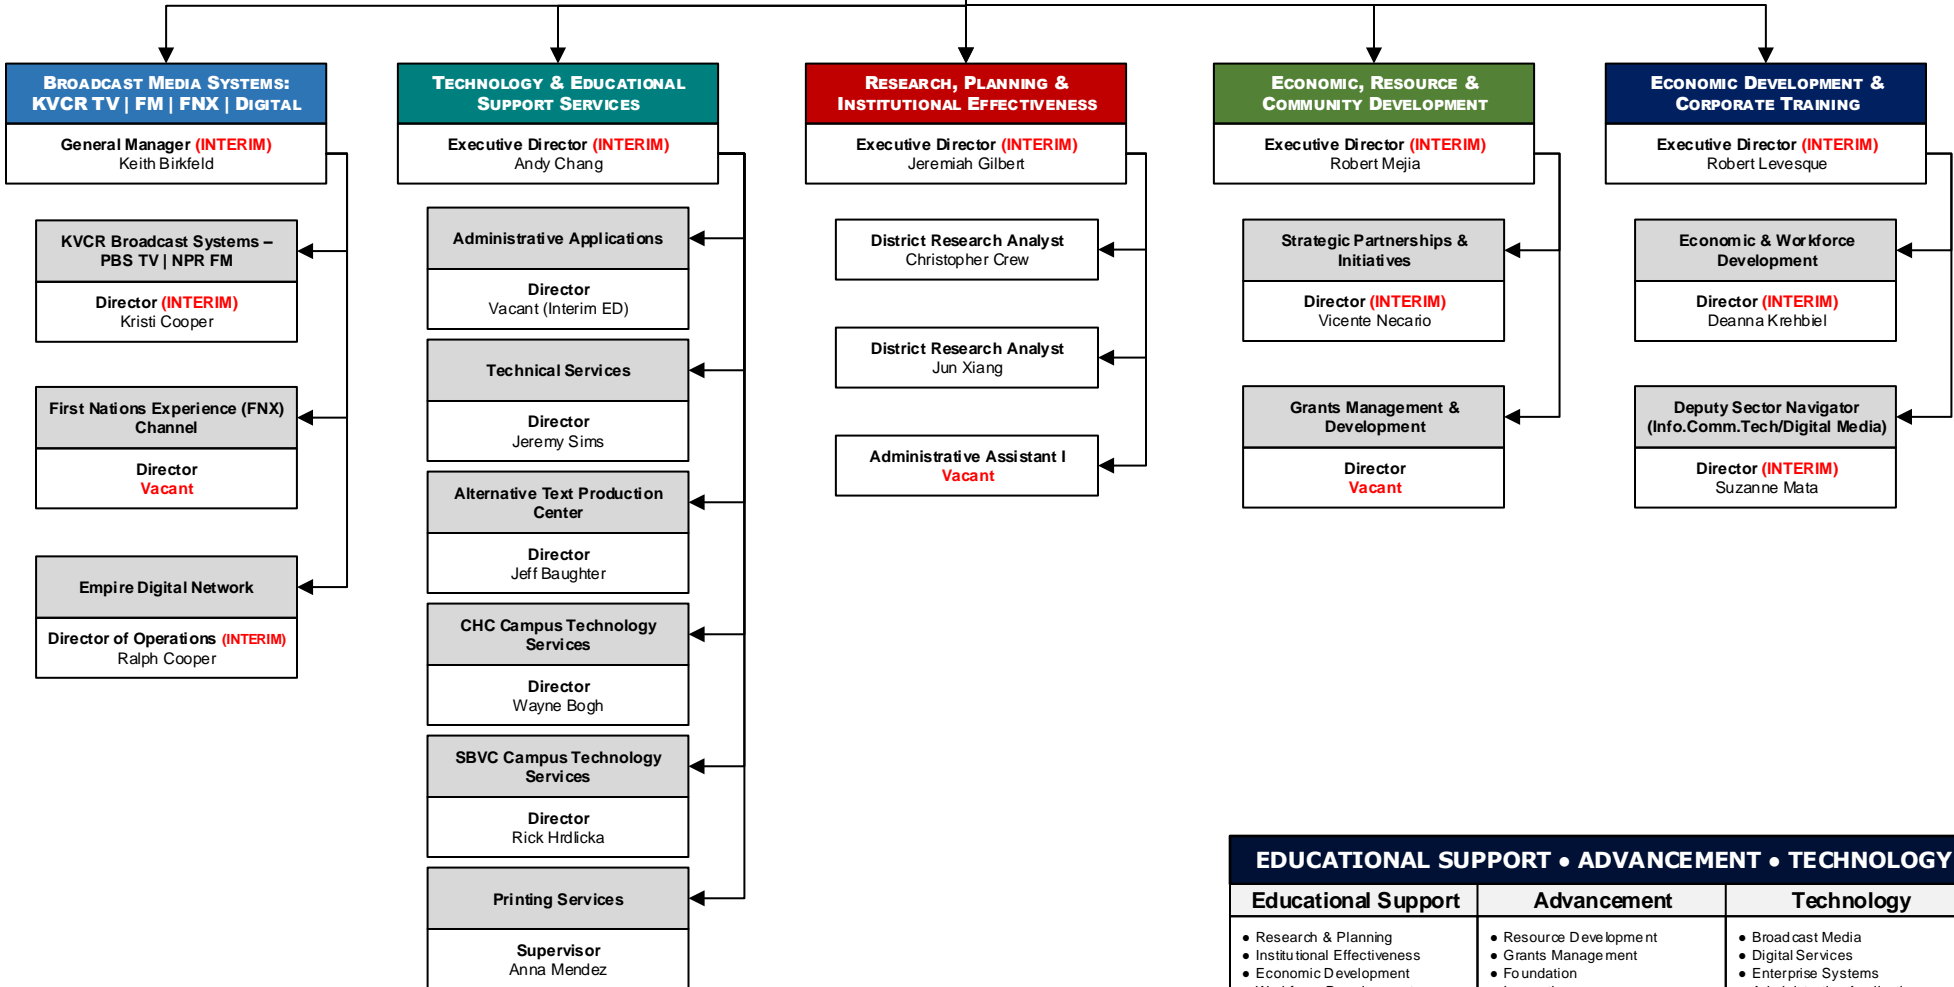 BROADCAST MEDIA SYSTEMS:
KVCR TV | FM | FNX | DIGITAL
General Manager (INTERIM)
Keith Birkfeld
KVCR Broadcast Systems –
PBS TV | NPR FM
Director (INTERIM)
Kristi Cooper
First Nations Experience (FNX)
Channel
Director
Vacant
Empire Digital Network
Director of Operations (INTERIM)
Ralph Cooper
TECHNOLOGY & EDUCATIONAL
SUPPORT SERVICES
Executive Director (INTERIM)
Andy Chang
Administrative Applications
Director
Vacant (Interim ED)
Technical Services
Director
Jeremy Sims
Alternative Text Production
Center
Director
Jeff Baughter
CHC Campus Technology
Services
Director
Wayne Bogh
SBVC Campus Technology
Services
Director
Rick Hrdlicka
Printing Services
Supervisor
Anna Mendez
RESEARCH, PLANNING &
INSTITUTIONAL EFFECTIVENESS
Executive Director (INTERIM)
Jeremiah Gilbert
District Research Analyst
Christopher Crew
District Research Analyst
Jun Xiang
Administrative Assistant I
Vacant
ECONOMIC, RESOURCE &
COMMUNITY DEVELOPMENT
Executive Director (INTERIM)
Robert Mejia
Strategic Partnerships &
Initiatives
Director (INTERIM)
Vicente Necario
Grants Management &
Development
Director
Vacant
ECONOMIC DEVELOPMENT &
CORPORATE TRAINING
Executive Director (INTERIM)
Robert Levesque
Economic & Workforce
Development
Director (INTERIM)
Deanna Krehbiel
Deputy Sector Navigator
(Info.Comm.Tech/Digital Media)
Director (INTERIM)
Suzanne Mata
EDUCATIONAL SUPPORT ● ADVANCEMENT ● TECHNOLOGY
Educational Support
● Research & Planning
● Institutional Effectiveness
● Economic Development
Advancement
● Resource Development
● Grants Management
● Foundation
Technology
● Broadcast Media
● Digital Services
● Enterprise Systems